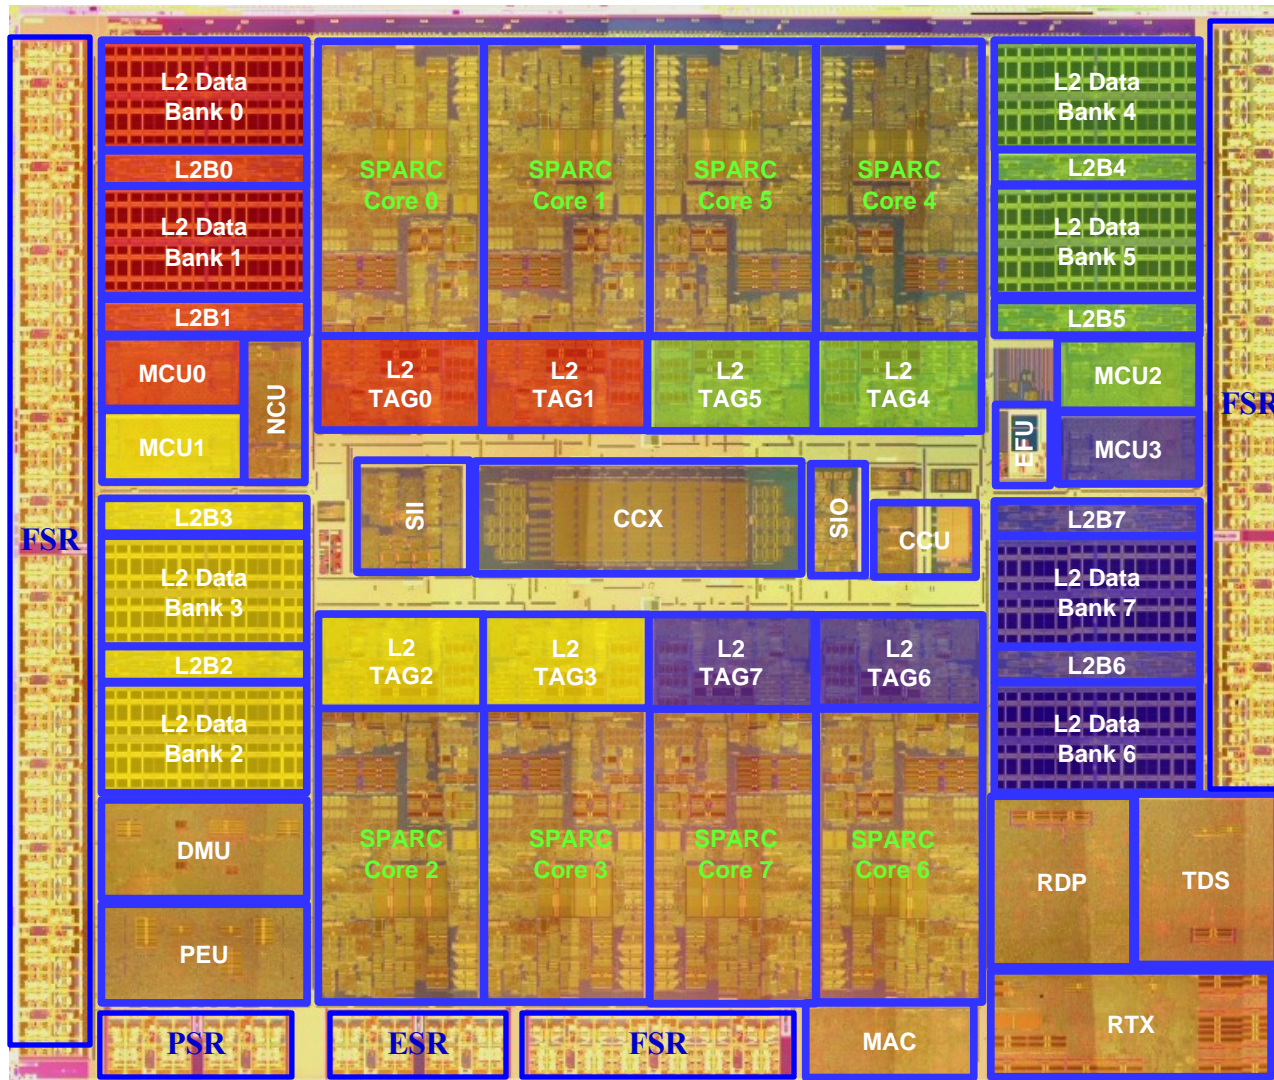 L2 Data
Bank 0
L2B0
L2 Data
Bank 1
L2B1
MCU0
MCU1
NCU
SPARC
Core 0
SPARC
Core 1
SPARC
Core 5
SPARC
Core 4
L2 Data
Bank 4
L2B4
L2 Data
Bank 5
L2B5
MCU2
MCU3
EFU
FSR
L2
TAG0
L2
TAG1
L2
TAG5
L2
TAG4
FSR
SII
CCX
SIO
CCU
L2B3
L2 Data
Bank 3
L2B2
L2 Data
Bank 2
L2B7
L2 Data
Bank 7
L2B6
L2 Data
Bank 6
L2
TAG2
L2
TAG3
L2
TAG7
L2
TAG6
SPARC
Core 2
SPARC
Core 3
SPARC
Core 7
SPARC
Core 6
DMU
PEU
RDP
TDS
RTX
PSR
ESR
FSR
MAC